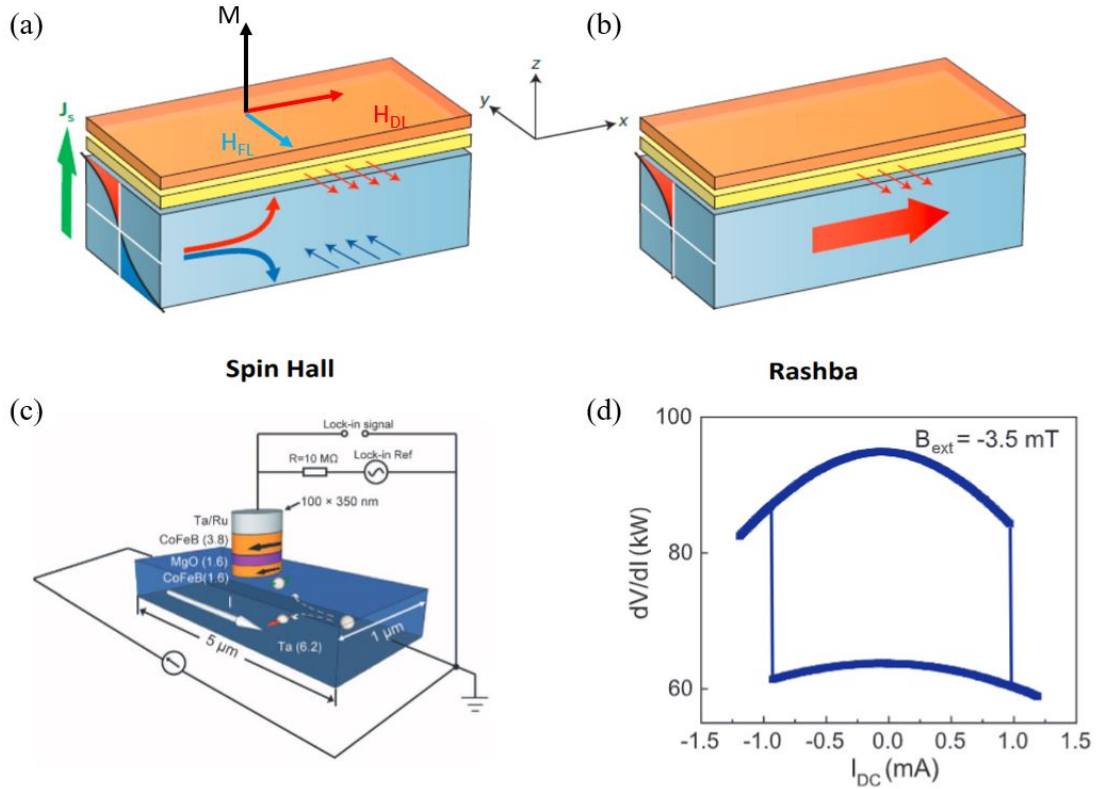 (a)
M
J_s
H_DL
H_FL
z
y
x
(b)
Spin Hall
Rashba
(c)
Lock-in signal
R=10 MΩ
Lock-in Ref
100 × 350 nm
Ta/Ru
CoFeB (3.8)
MgO (1.6)
CoFeB(1.6)
I
Ta (6.2)
1 μm
5 μm
(d)
B_ext = -3.5 mT
dV/dI (kW)
100
80
60
-1.5 -1.0 -0.5 0.0 0.5 1.0 1.5
I_DC (mA)